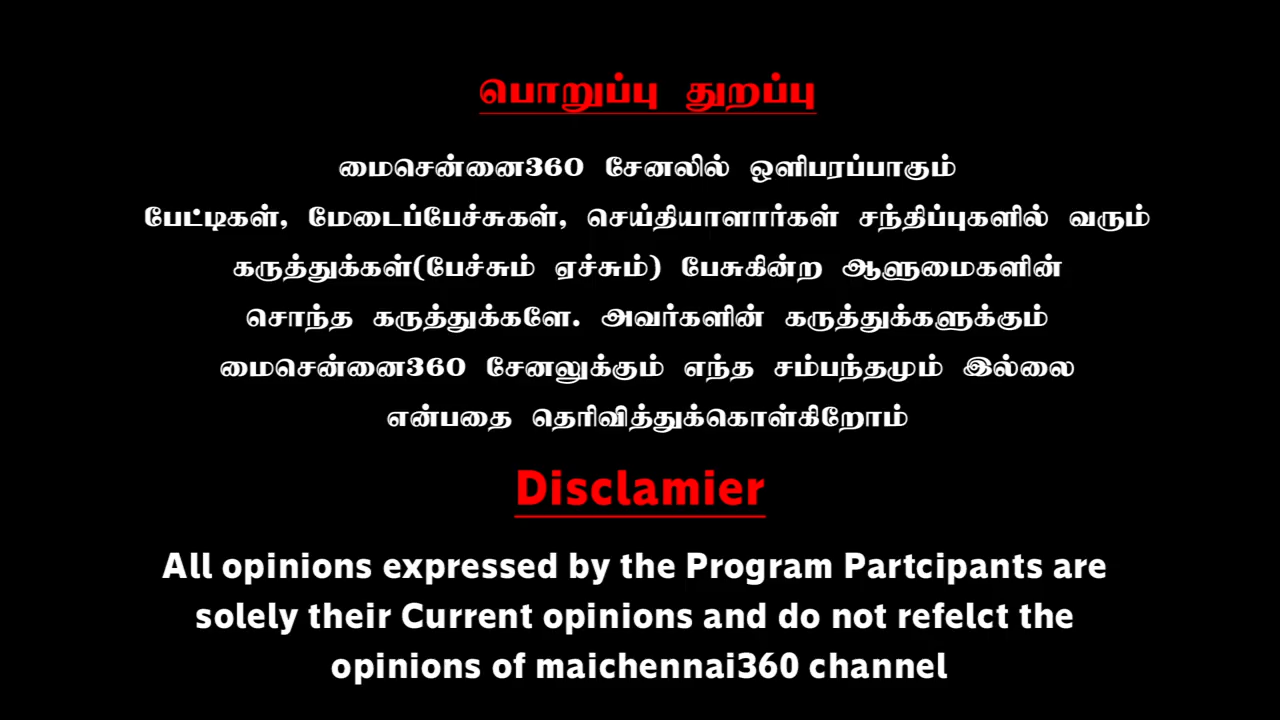 பொறுப்பு துறப்பு
மைசென்னை360 சேனலில் ஒளிபரப்பாகும்
பேட்டிகள், மேடைப்பேச்சுகள், செய்தியாளார்கள் சந்திப்புகளில் வரும்
கருத்துக்கள்(பேச்சும் ஏச்சும்) பேசுகின்ற ஆளுமைகளின்
சொந்த கருத்துக்களே. அவர்களின் கருத்துக்களுக்கும்
மைசென்னை360 சேனலுக்கும் எந்த சம்பந்தமும் இல்லை
என்பதை தெரிவித்துக்கொள்கிறோம்
Disclamier
All opinions expressed by the Program Partcipants are
solely their Current opinions and do not refelct the
opinions of maichennai360 channel